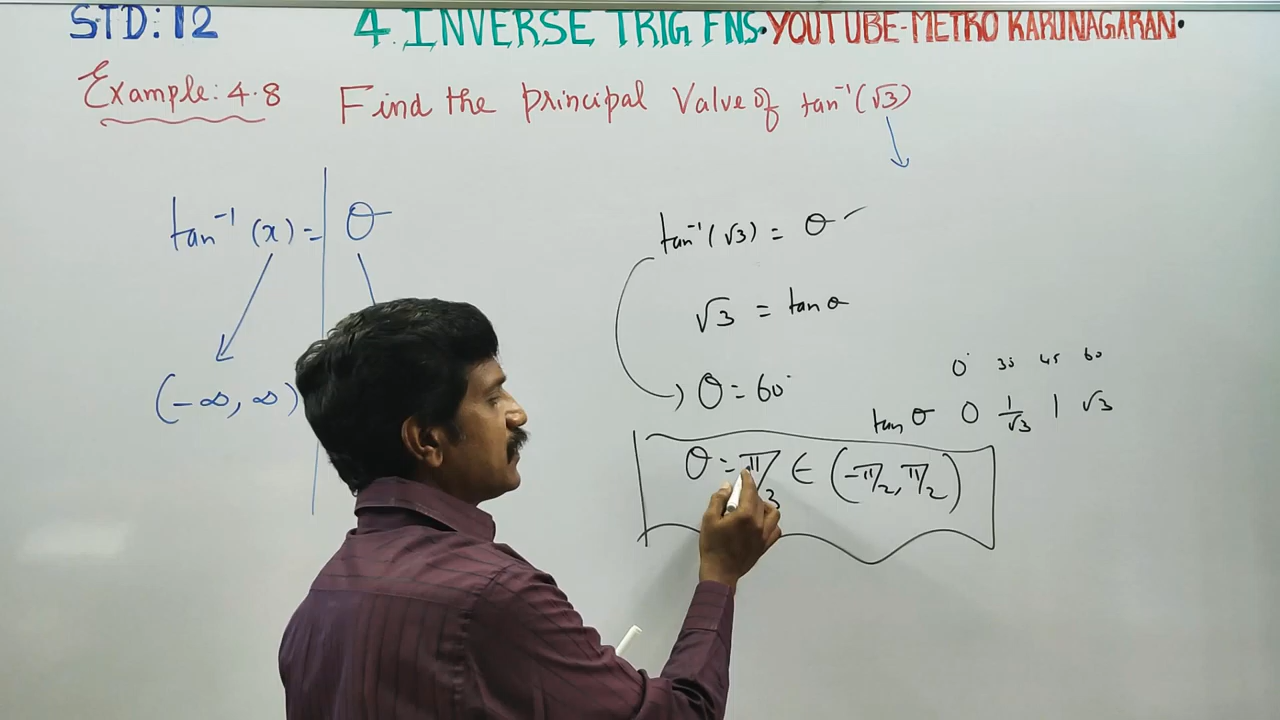 STD: 12
4. INVERSE TRIG FNS• YOUTUBE-METRO KARUNAGARAN•
Example: 4.8 Find the principal Value of tan⁻¹(√3)
tan⁻¹(x) = θ
(-∞, ∞)
tan⁻¹(√3) = θ
√3 = tan θ
θ = 60°
0° 30 45 60
tan θ 0 1/√3 1 √3
θ = π/3 ∈ (-π/2, π/2)